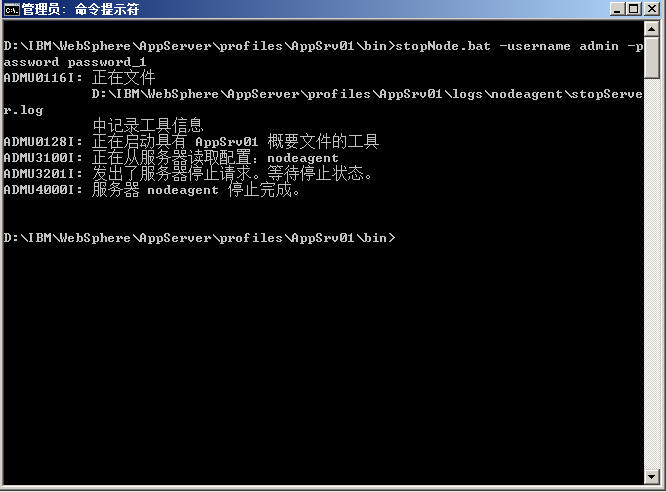 管理员: 命令提示符
D:\IBM\WebSphere\AppServer\profiles\AppSrv01\bin>stopNode.bat -username admin -p
assword password_1
ADMU0116I: 正在文件
D:\IBM\WebSphere\AppServer\profiles\AppSrv01\logs\nodeagent\stopServe
r.log
中记录工具信息
ADMU0128I: 正在启动具有 AppSrv01 概要文件的工具
ADMU3100I: 正在从服务器读取配置: nodeagent
ADMU3201I: 发出了服务器停止请求。等待停止状态。
ADMU4000I: 服务器 nodeagent 停止完成。
D:\IBM\WebSphere\AppServer\profiles\AppSrv01\bin>